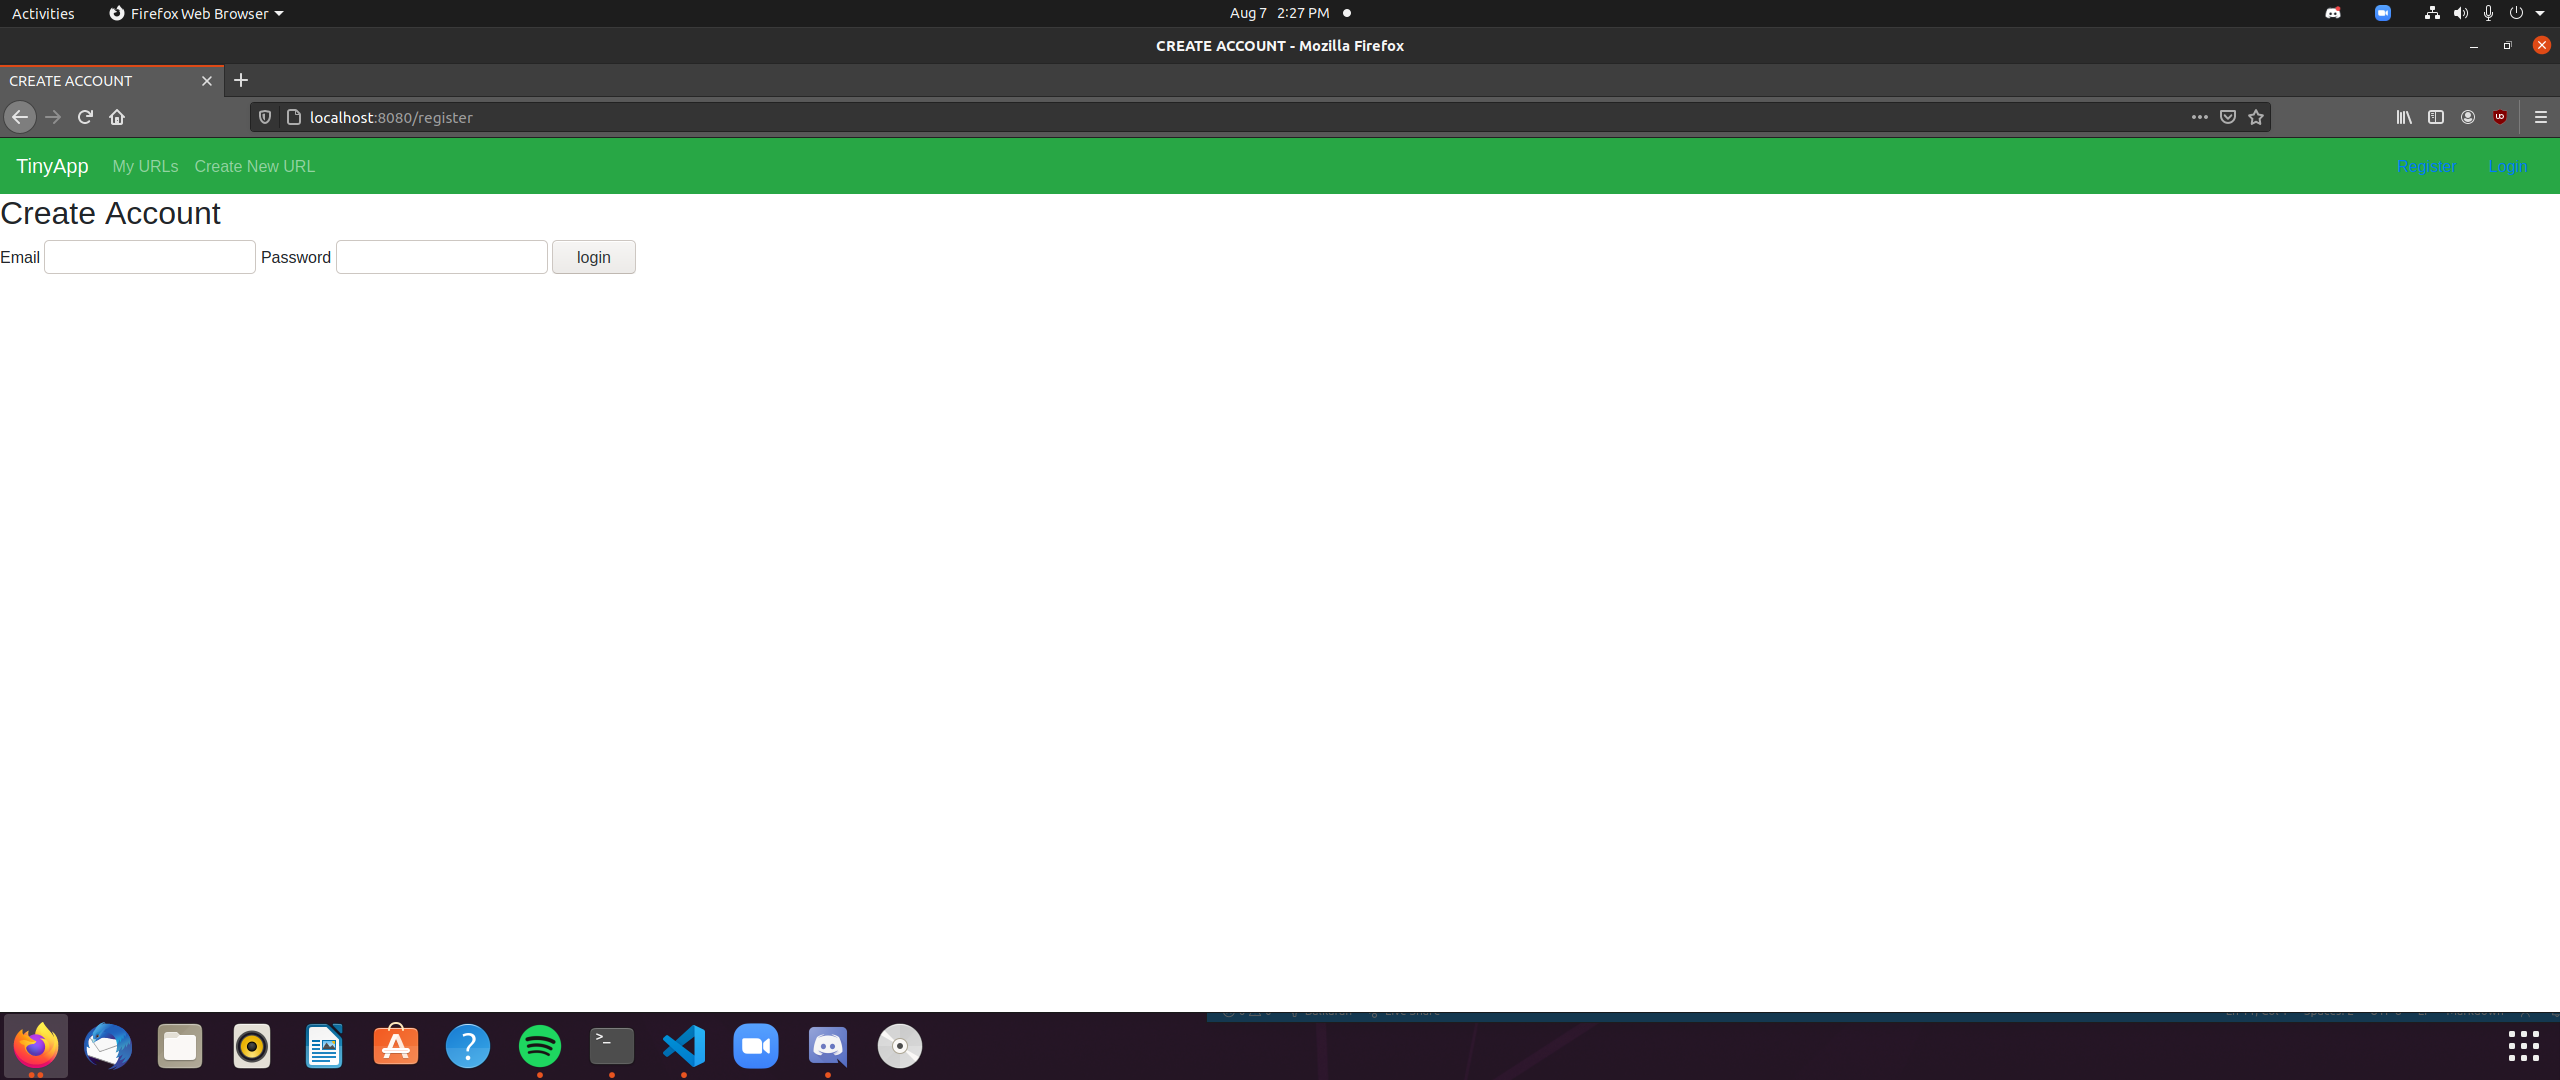 Activities Firefox Web Browser Aug 7 2:27 PM
CREATE ACCOUNT - Mozilla Firefox
CREATE ACCOUNT
localhost:8080/register
TinyApp My URLs Create New URL Register Login
Create Account
Email Password login